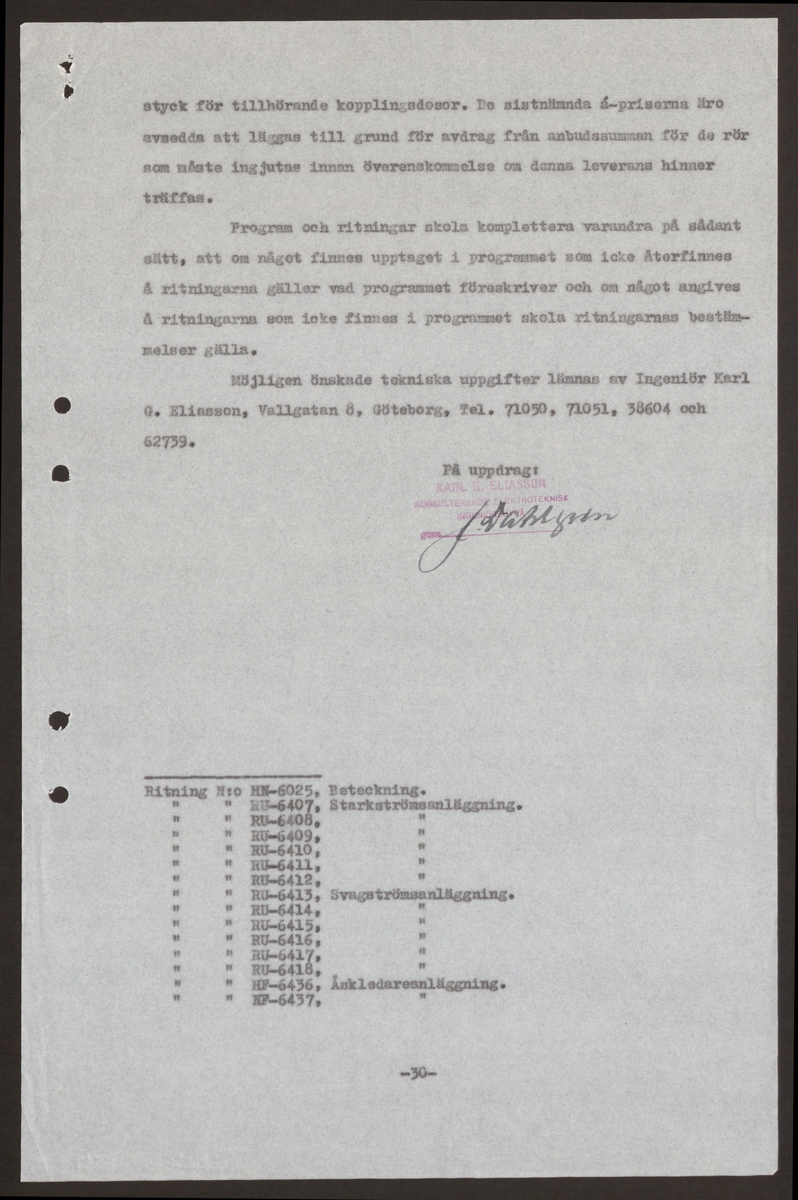 styck för tillhörande kopplingsdosor. De sistnämnda á-priserna äro
avsedda att läggas till grund för avdrag från anbudssumman för de rör
som måste ingjutas innan överenskommelse om denna leverans hinner
träffas.
Program och ritningar skola komplettera varandra på sådant
sätt, att om något finnes upptaget i programmet som icke återfinnes
å ritningarna gäller vad programmet föreskriver och om något angives
å ritningarna som icke finnes i programmet skola ritningarnas bestäm-
melser gälla.
Möjligen önskade tekniska uppgifter lämnas av Ingeniör Karl
G. Eliasson, Vallgatan 8, Göteborg, Tel. 71050, 71051, 38604 och
62739.
På uppdrag:
KARL G. ELIASSON
KONSULTERANDE ELEKTROTEKNISK
J Dahlgren
Ritning N:o HN-6025, Beteckning.
" " RU-6407, Starkströmsanläggning.
" " RU-6408, "
" " RU-6409, "
" " RU-6410, "
" " RU-6411, "
" " RU-6412, "
" " RU-6413, Svagströmsanläggning.
" " RU-6414, "
" " RU-6415, "
" " RU-6416, "
" " RU-6417, "
" " RU-6418, "
" " HF-6436, Åskledareanläggning.
" " NF-6437, "
-30-